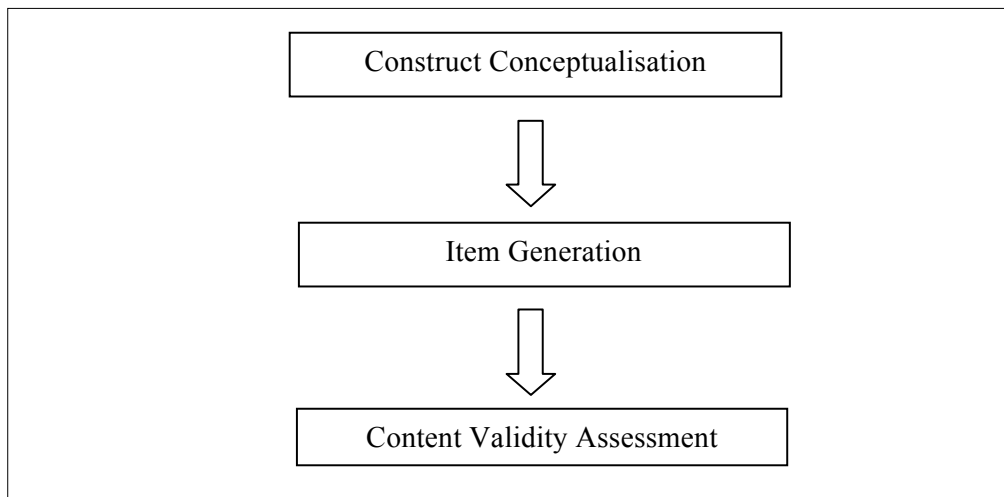 Construct Conceptualisation
Item Generation
Content Validity Assessment